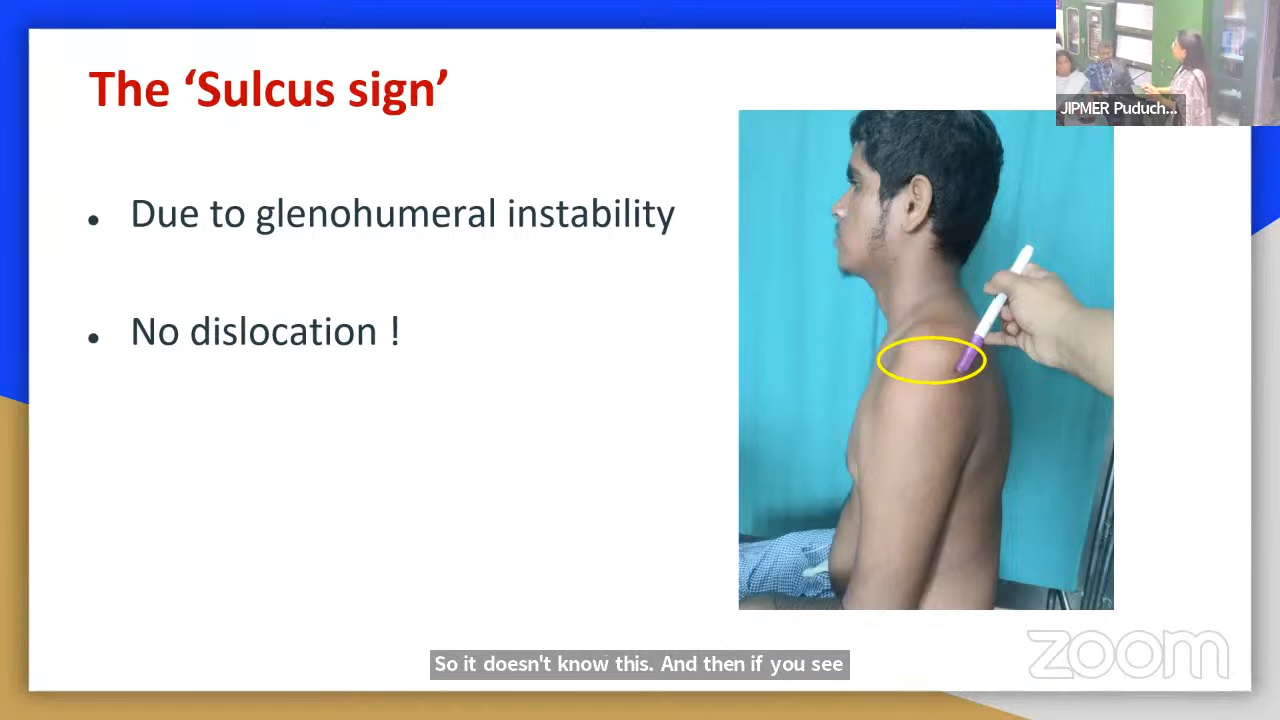 The ‘Sulcus sign’
JIPMER Puduch...
• Due to glenohumeral instability
• No dislocation !
So it doesn't know this. And then if you see
zoom